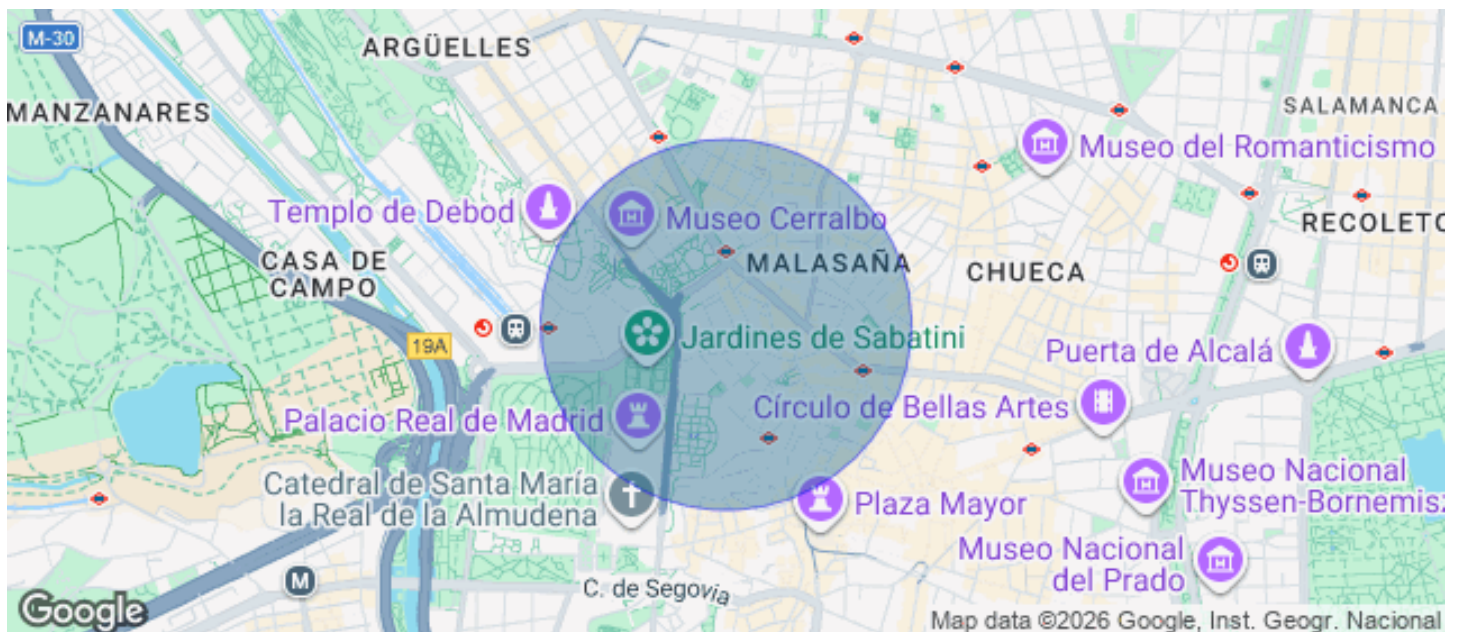 M-30
ARGÜELLES
MANZANARES
SALAMANCA
Museo del Romanticismo
Templo de Debod
Museo Cerralbo
RECOLETO
CASA DE
CAMPO
MALASAÑA
CHUECA
19A
Jardines de Sabatini
Puerta de Alcalá
Palacio Real de Madrid
Círculo de Bellas Artes
Catedral de Santa María
la Real de la Almudena
Plaza Mayor
Museo Nacional
Thyssen-Bornemisz
Museo Nacional
del Prado
M
C. de Segovia
Google
Map data ©2026 Google, Inst. Geogr. Nacional